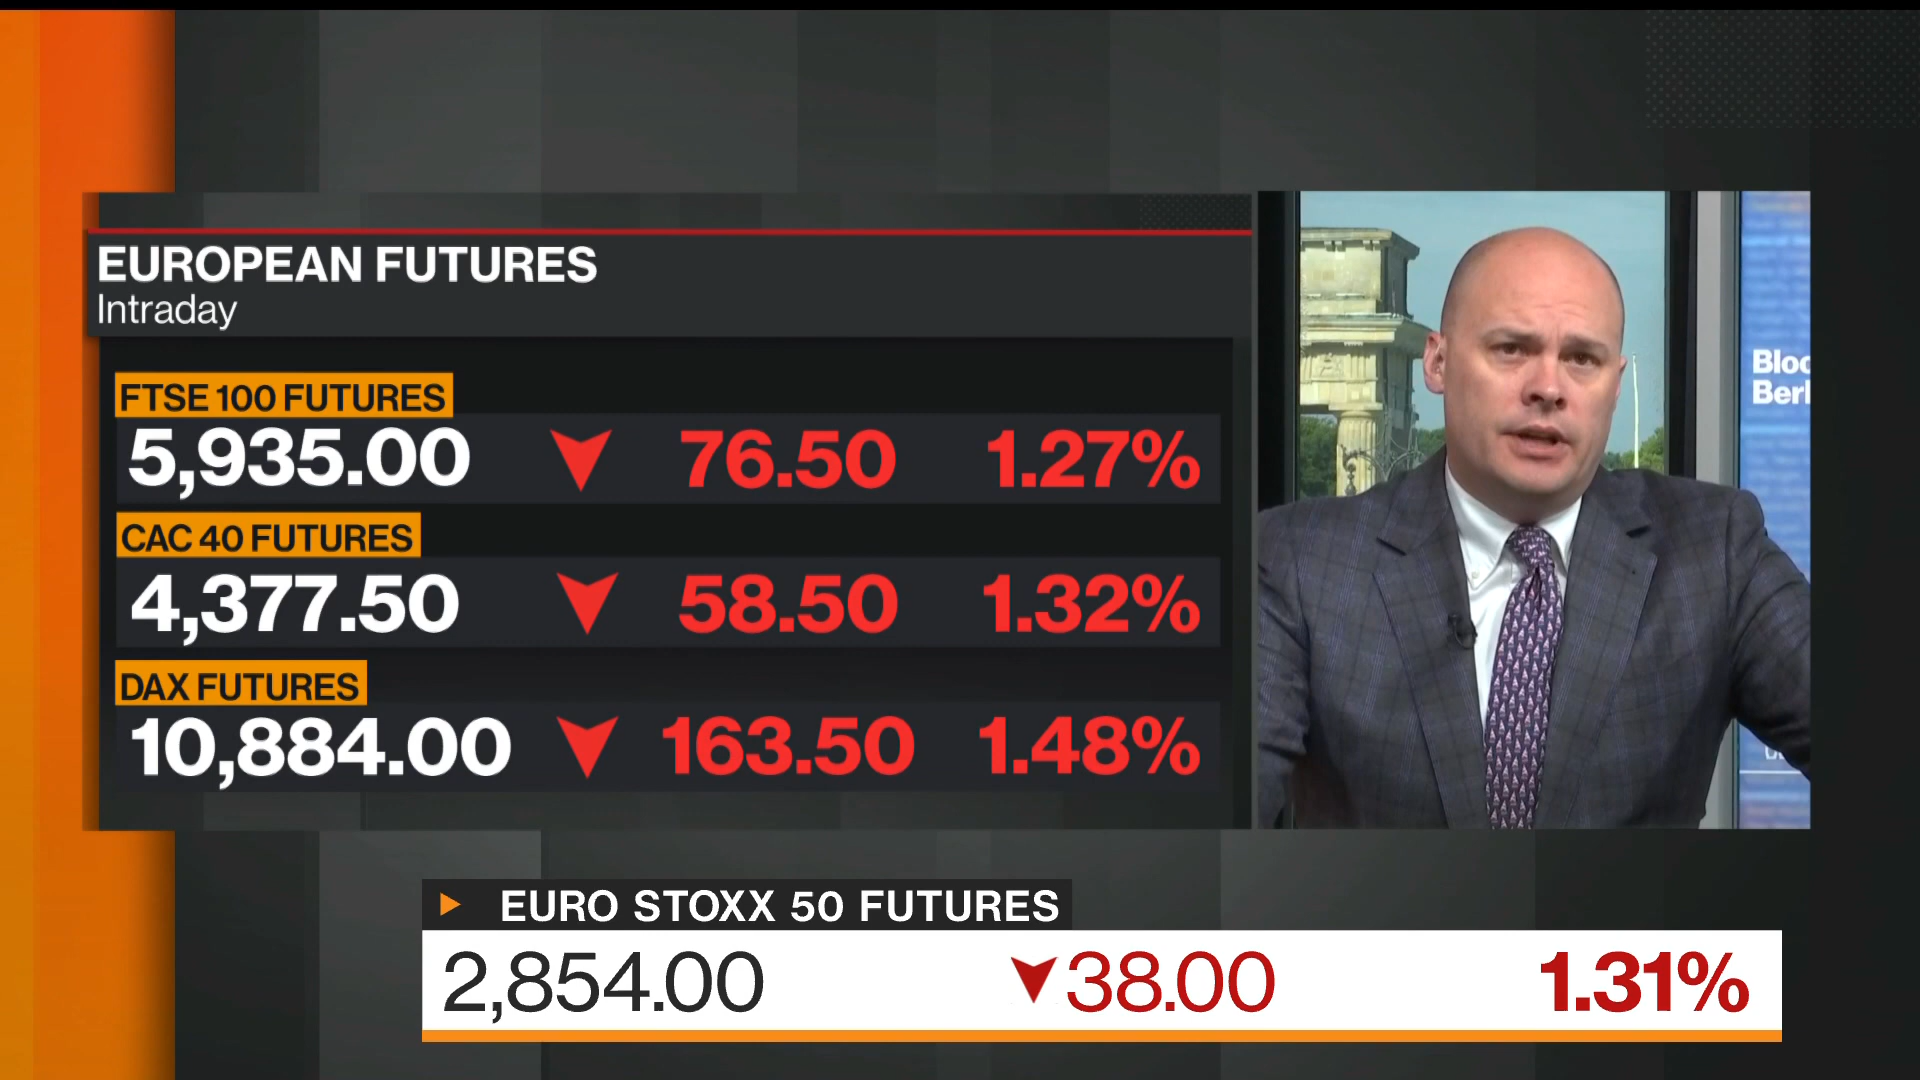 EUROPEAN FUTURES
Intraday
FTSE 100 FUTURES
5,935.00 76.50 1.27%
CAC 40 FUTURES
4,377.50 58.50 1.32%
DAX FUTURES
10,884.00 163.50 1.48%
Bloo
Berl
EURO STOXX 50 FUTURES
2,854.00 38.00 1.31%